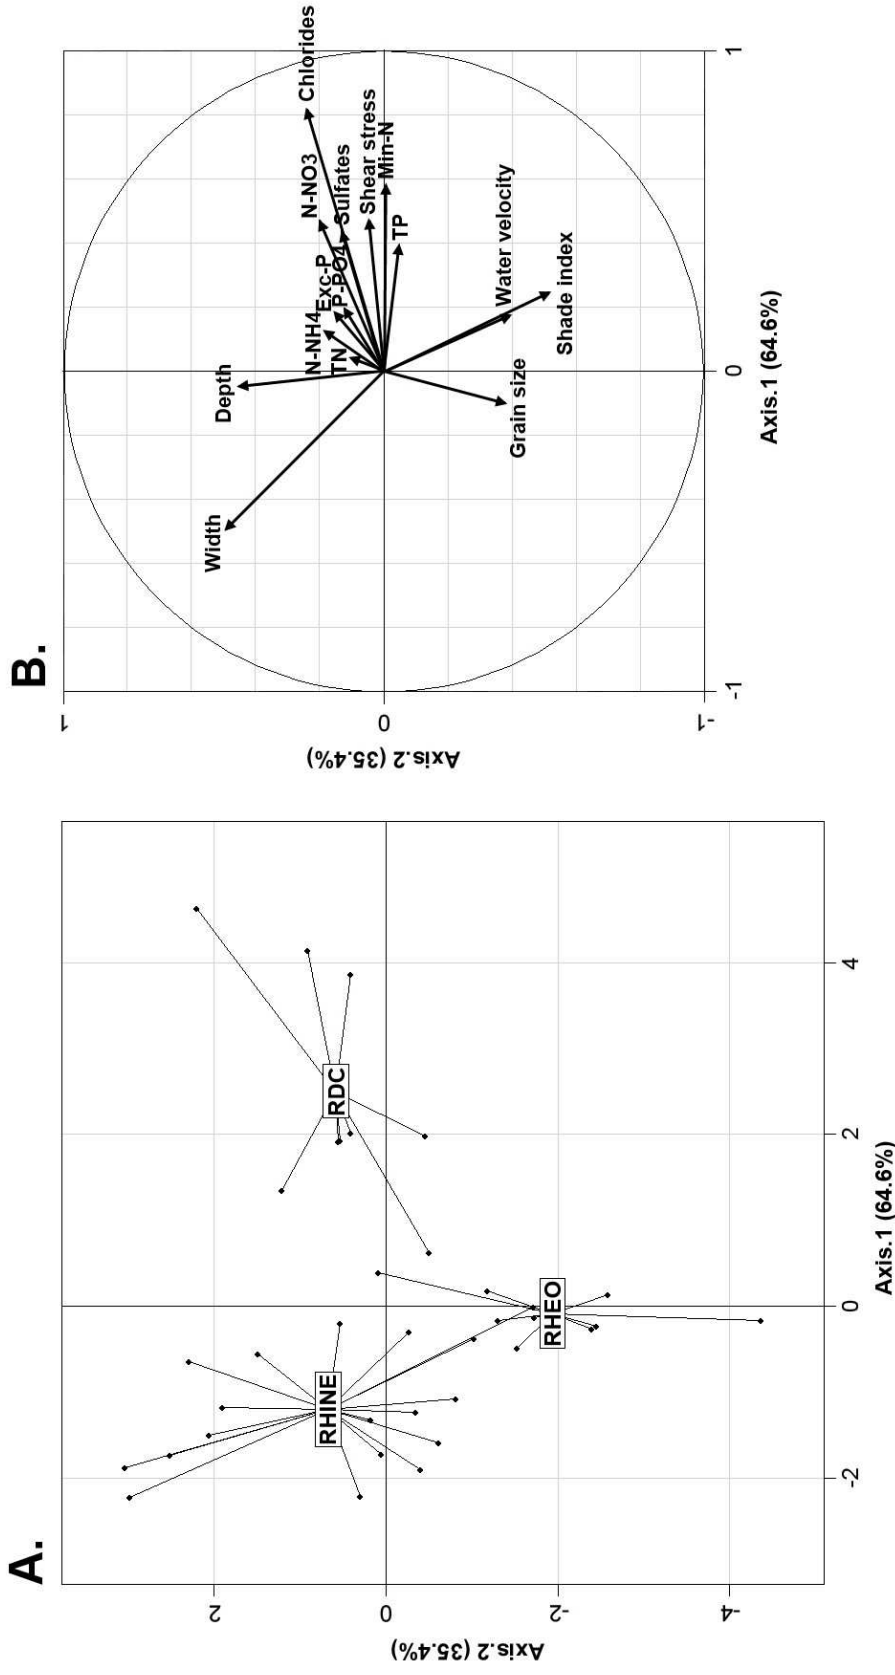 A.
2
0
-2
-4
Axis.2 (35.4%)
-2
0
2
4
Axis.1 (64.6%)
RHINE
RDC
RHEO
B.
1
0
-1
Axis.2 (35.4%)
-1
0
1
Axis.1 (64.6%)
Width
Depth
TN
N-NH4
Exc-P
P-PO4
N-NO3
Sulfates
Chlorides
Shear stress
Min-N
TP
Water velocity
Shade index
Grain size